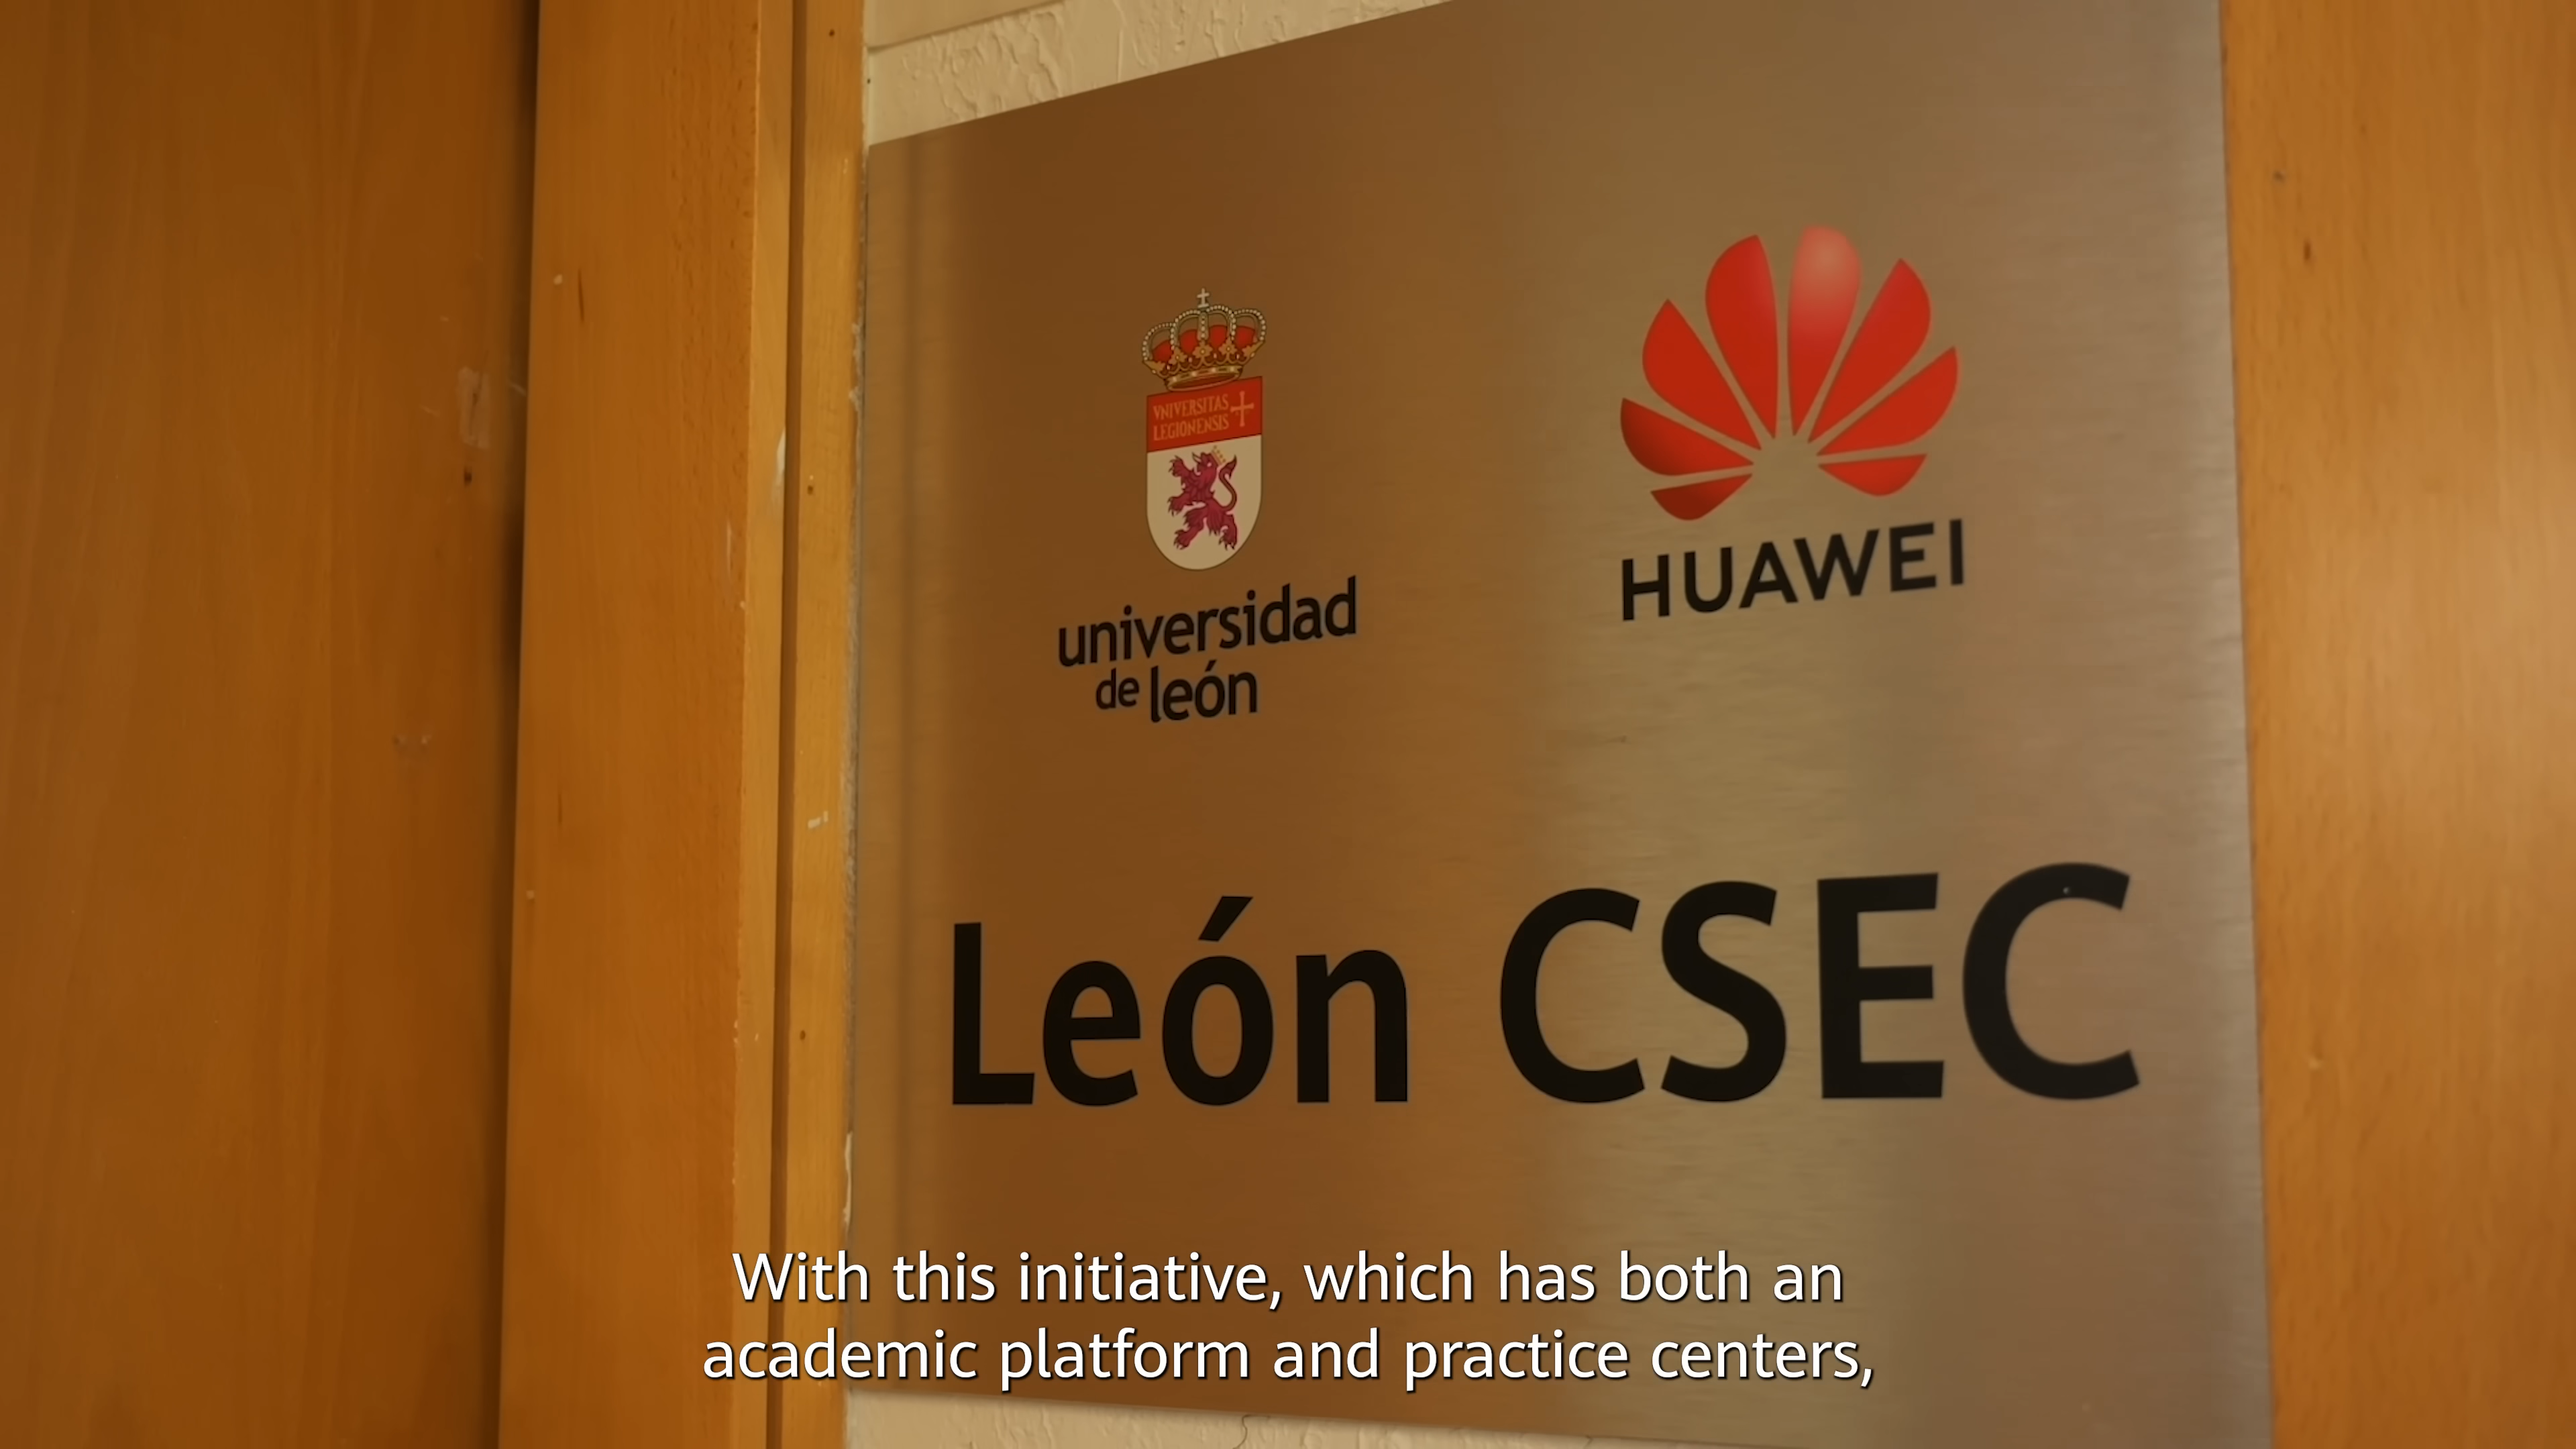 VNIVERSITAS
LEGIONENSIS
universidad
de león
HUAWEI
León CSEC
With this initiative, which has both an
academic platform and practice centers,